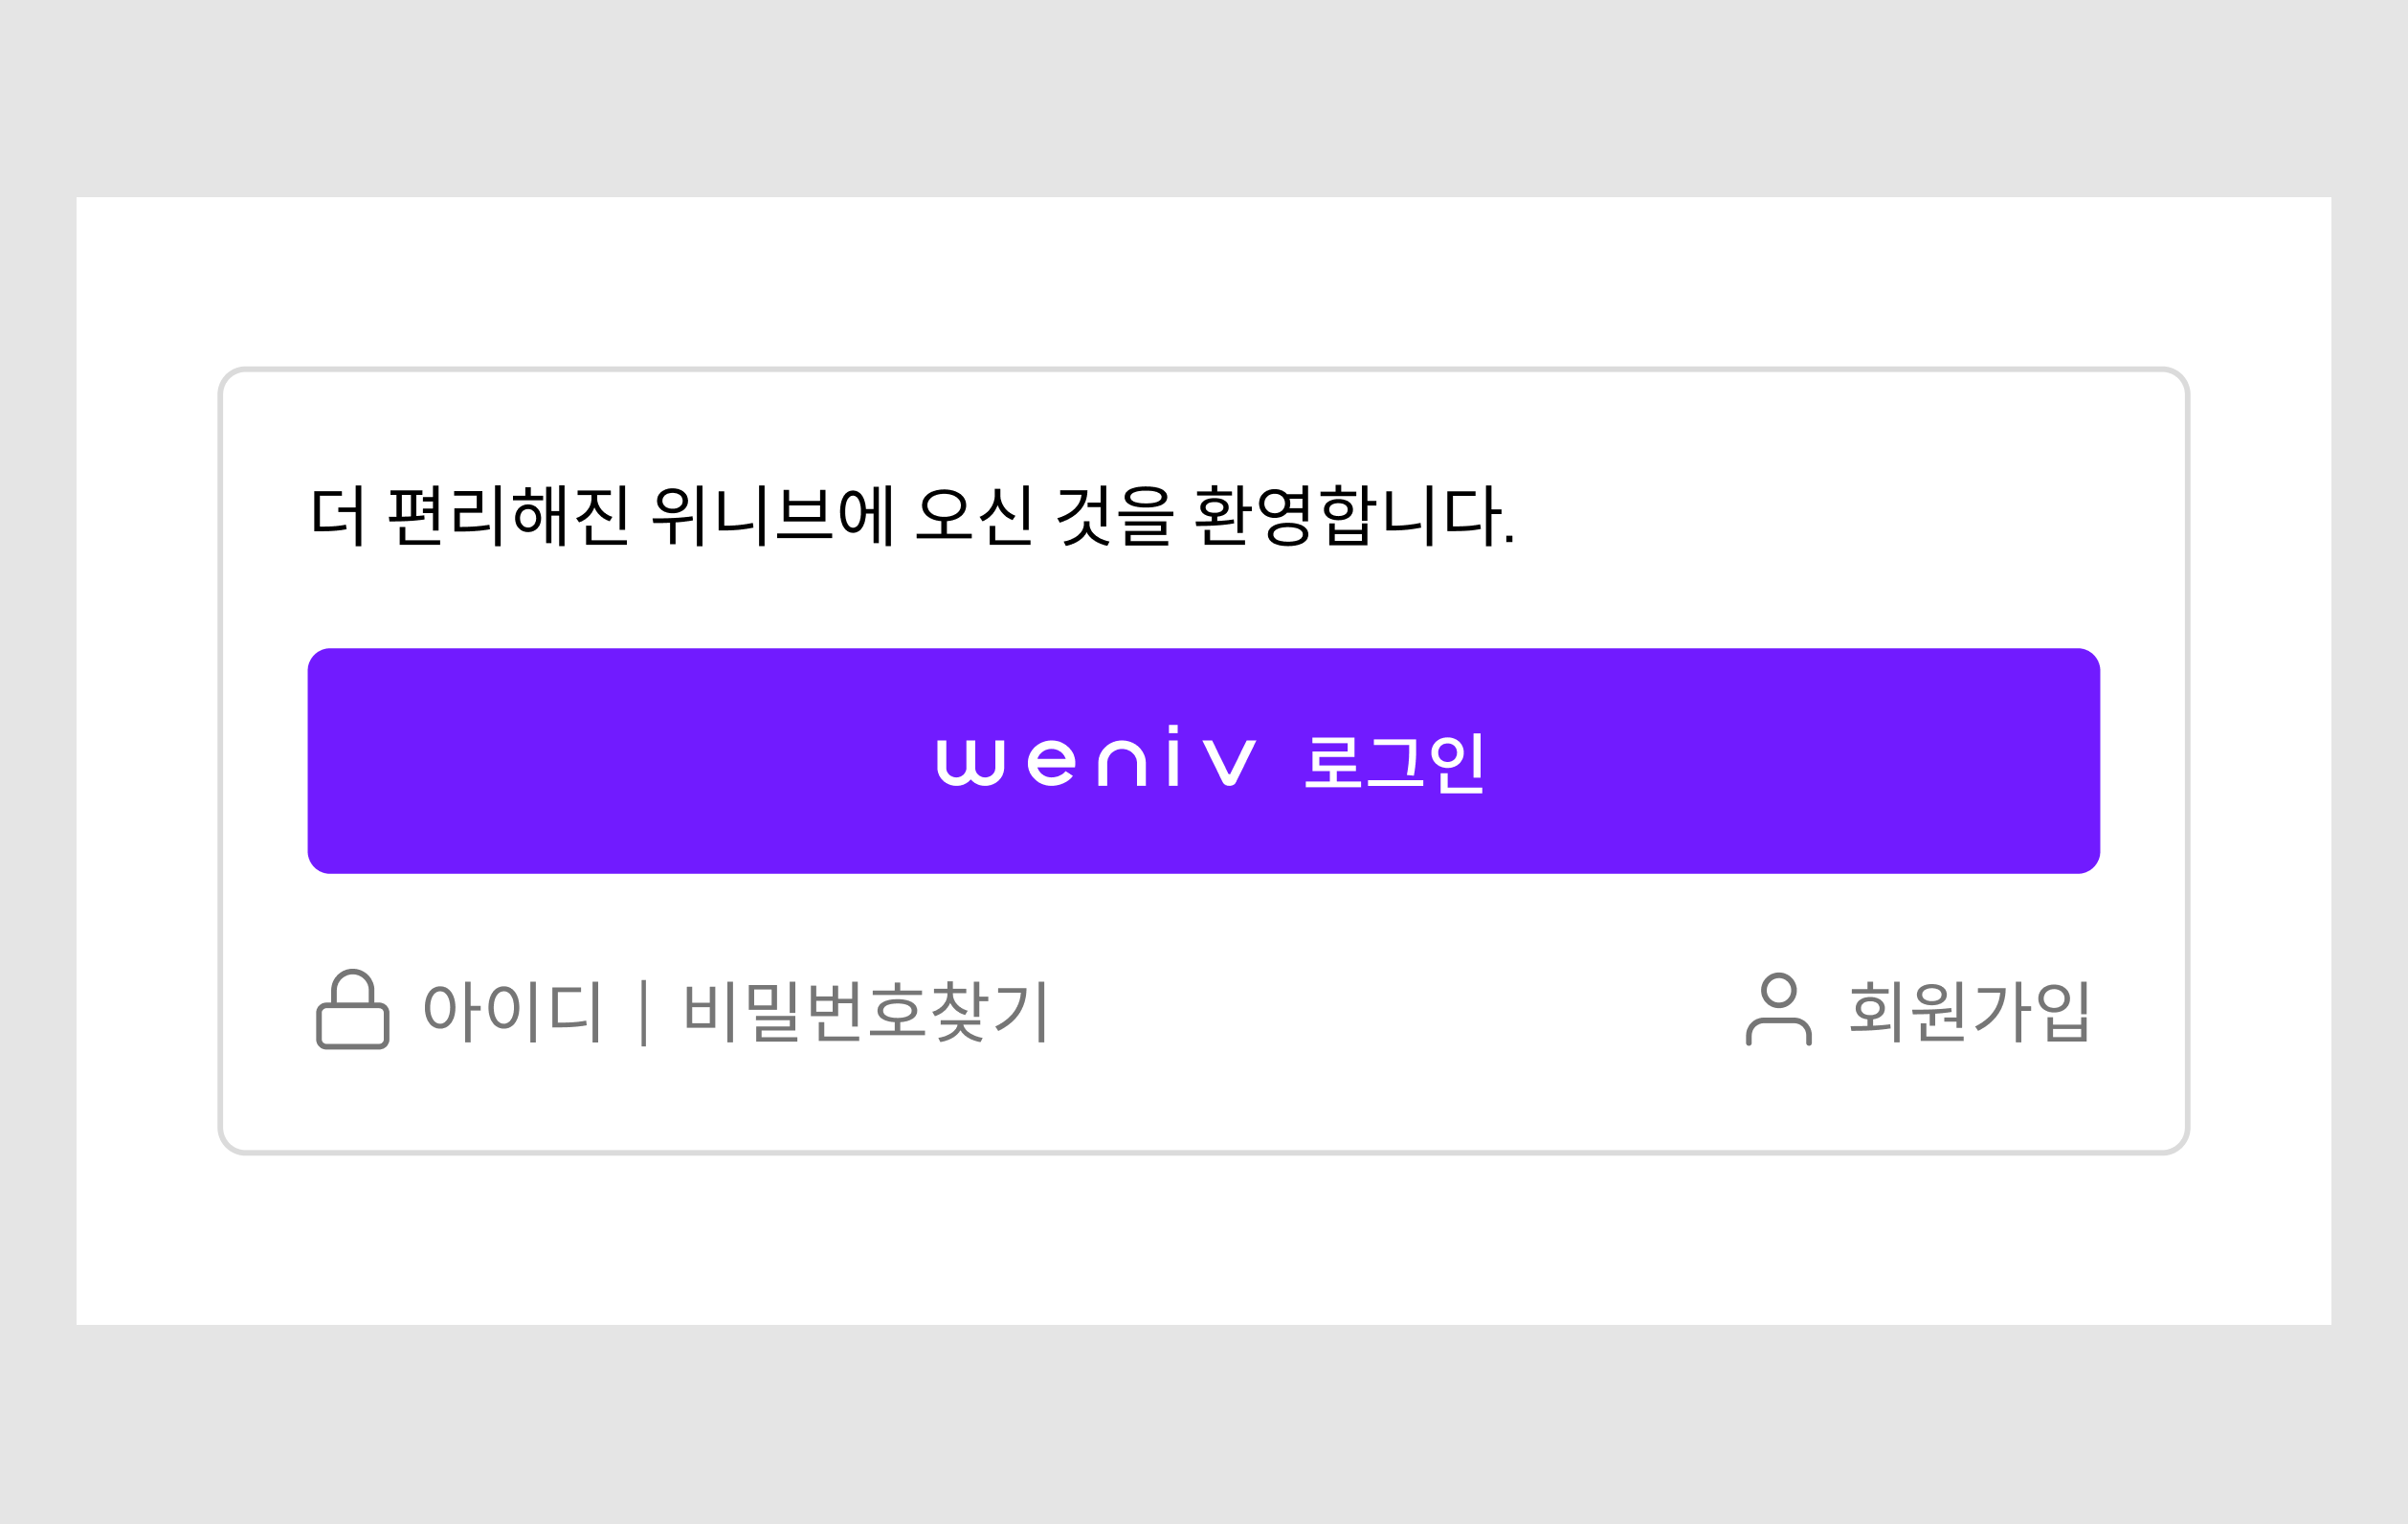 더 편리하진 위니브에 오신 것을 환영합니다.
weniv 로그인
아이디 | 비밀번호찾기
회원가입